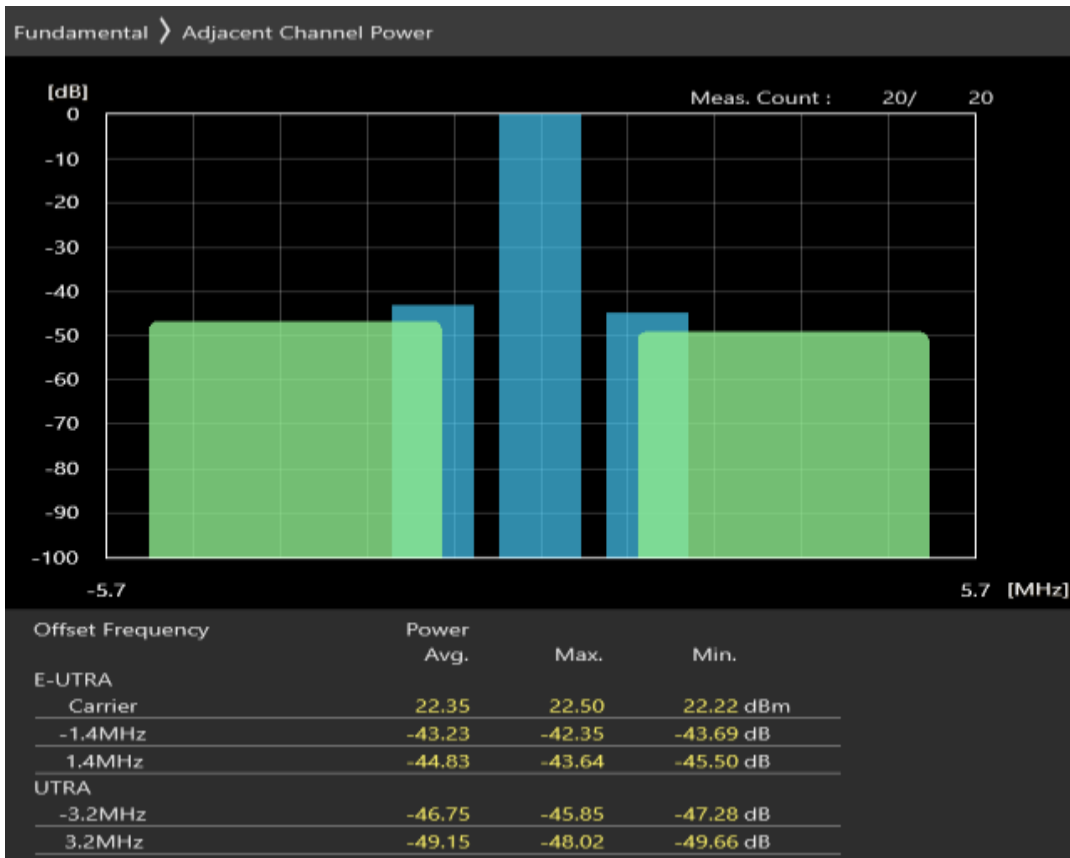 Fundamental 〉 Adjacent Channel Power
[dB]
Meas. Count : 20/ 20
0
-10
-20
-30
-40
-50
-60
-70
-80
-90
-100
-5.7 5.7 [MHz]
Offset Frequency Power
Avg. Max. Min.
E-UTRA
Carrier 22.35 22.50 22.22 dBm
-1.4MHz -43.23 -42.35 -43.69 dB
1.4MHz -44.83 -43.64 -45.50 dB
UTRA
-3.2MHz -46.75 -45.85 -47.28 dB
3.2MHz -49.15 -48.02 -49.66 dB